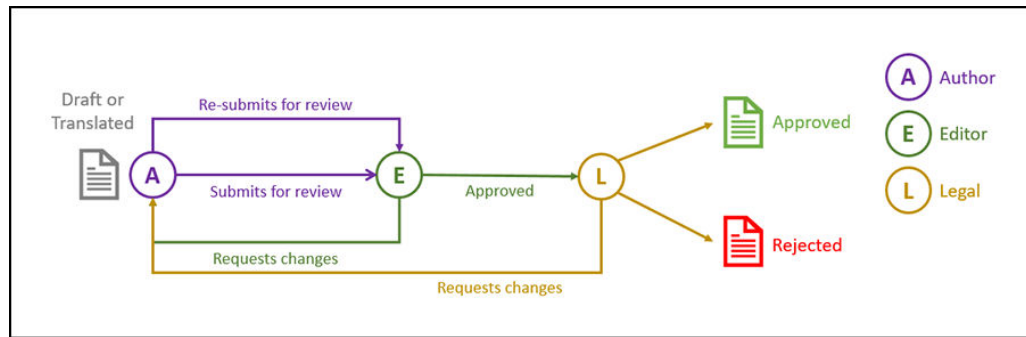 Draft or
Translated
Re-submits for review
A
Submits for review
E
Approved
L
Requests changes
Requests changes
Approved
Rejected
A Author
E Editor
L Legal